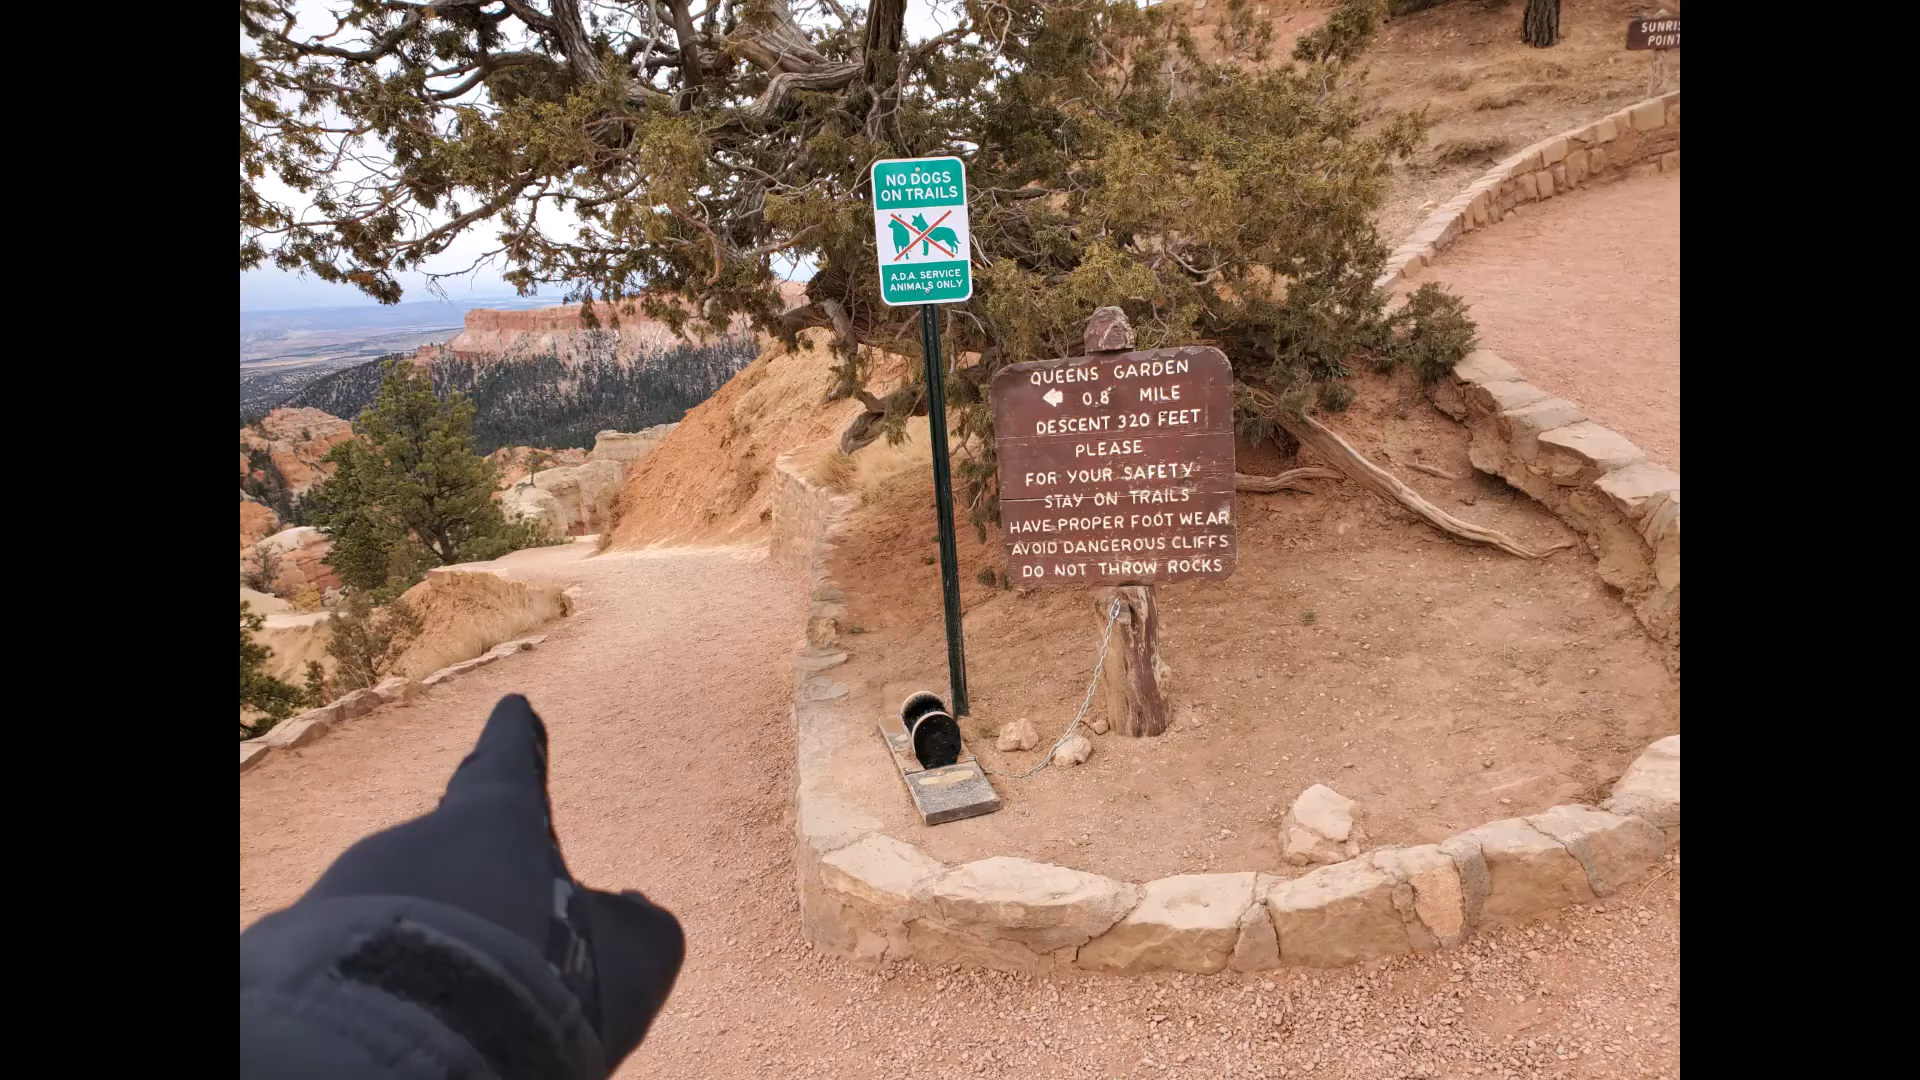 SUNRIS
POINT
NO DOGS
ON TRAILS
A.D.A. SERVICE
ANIMALS ONLY
QUEENS GARDEN
0.8 MILE
DESCENT 320 FEET
PLEASE
FOR YOUR SAFETY
STAY ON TRAILS
HAVE PROPER FOOT WEAR
AVOID DANGEROUS CLIFFS
DO NOT THROW ROCKS